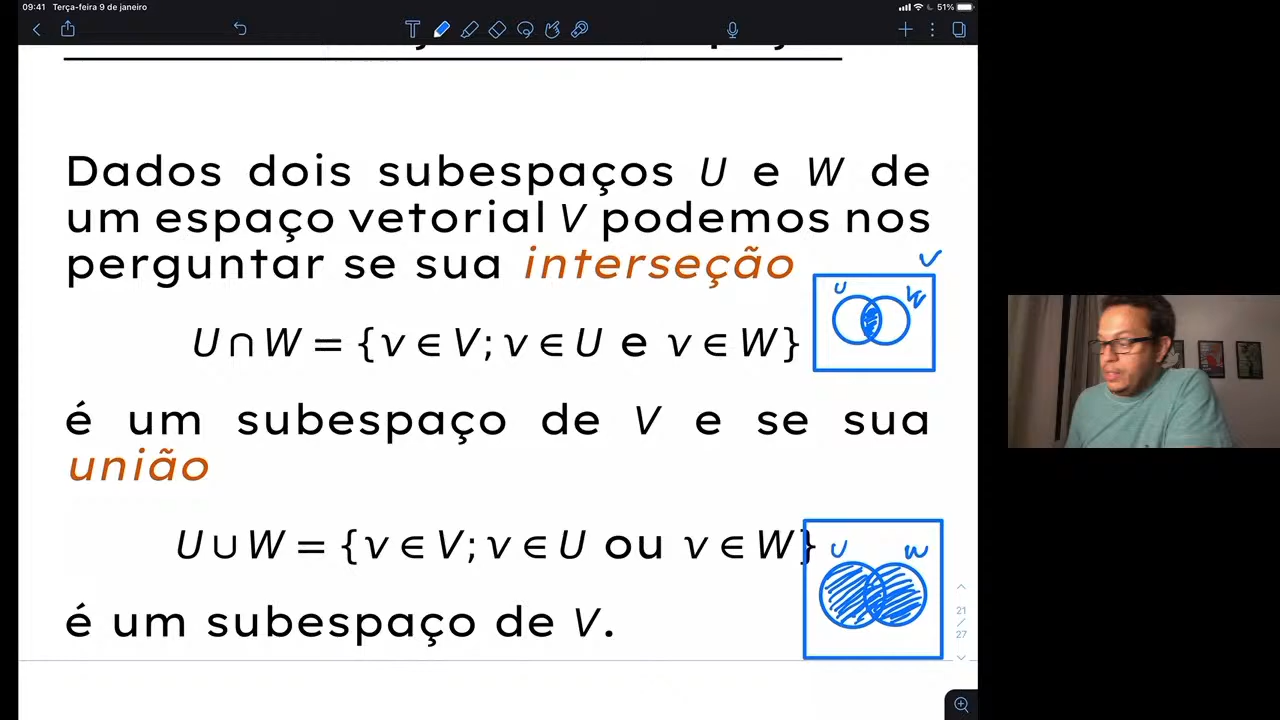 09:41 Terça-feira 9 de janeiro
51%
Dados dois subespaços U e W de
um espaço vetorial V podemos nos
perguntar se sua interseção
V
U W
U ∩ W = {v ∈ V; v ∈ U e v ∈ W}
é um subespaço de V e se sua
união
U ∪ W = {v ∈ V; v ∈ U ou v ∈ W}
U W
é um subespaço de V.
21
/
27